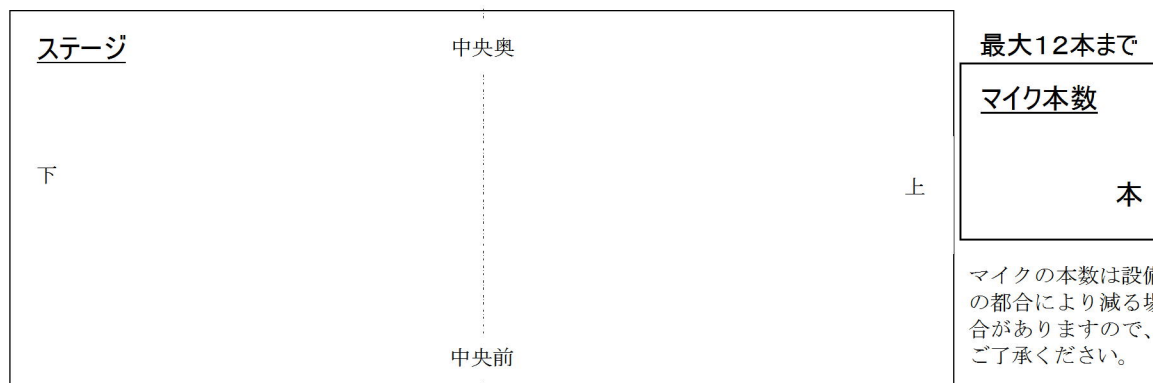 ステージ
中央奥
下
上
中央前
最大12本まで
マイク本数
本
マイクの本数は設備
の都合により減る場
合がありますので、
ご了承ください。